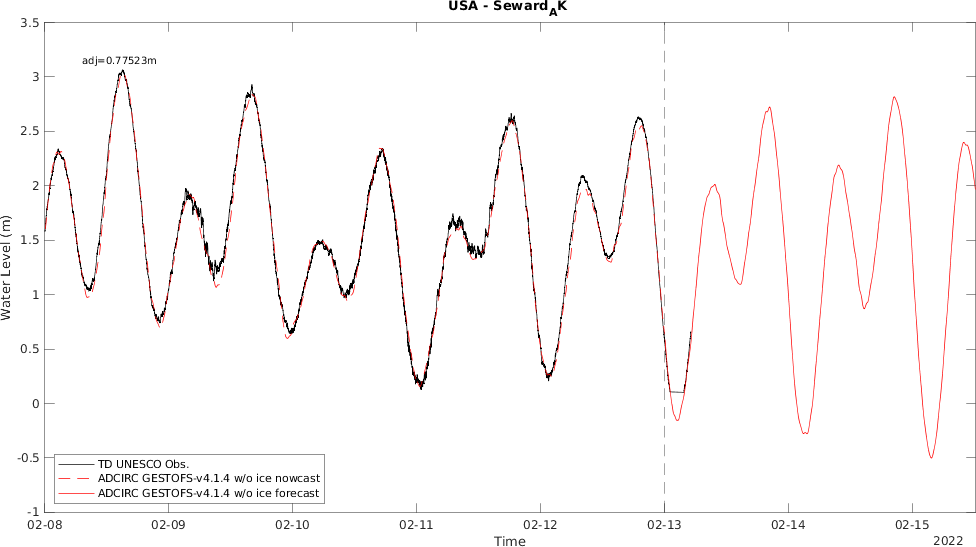 USA - Seward_AK
adj=0.77523m
3.5
3
2.5
2
1.5
1
0.5
0
-0.5
-1
Water Level (m)
TD UNESCO Obs.
ADCIRC GESTOFS-v4.1.4 w/o ice nowcast
ADCIRC GESTOFS-v4.1.4 w/o ice forecast
02-08 02-09 02-10 02-11 02-12 02-13 02-14 02-15
Time
2022